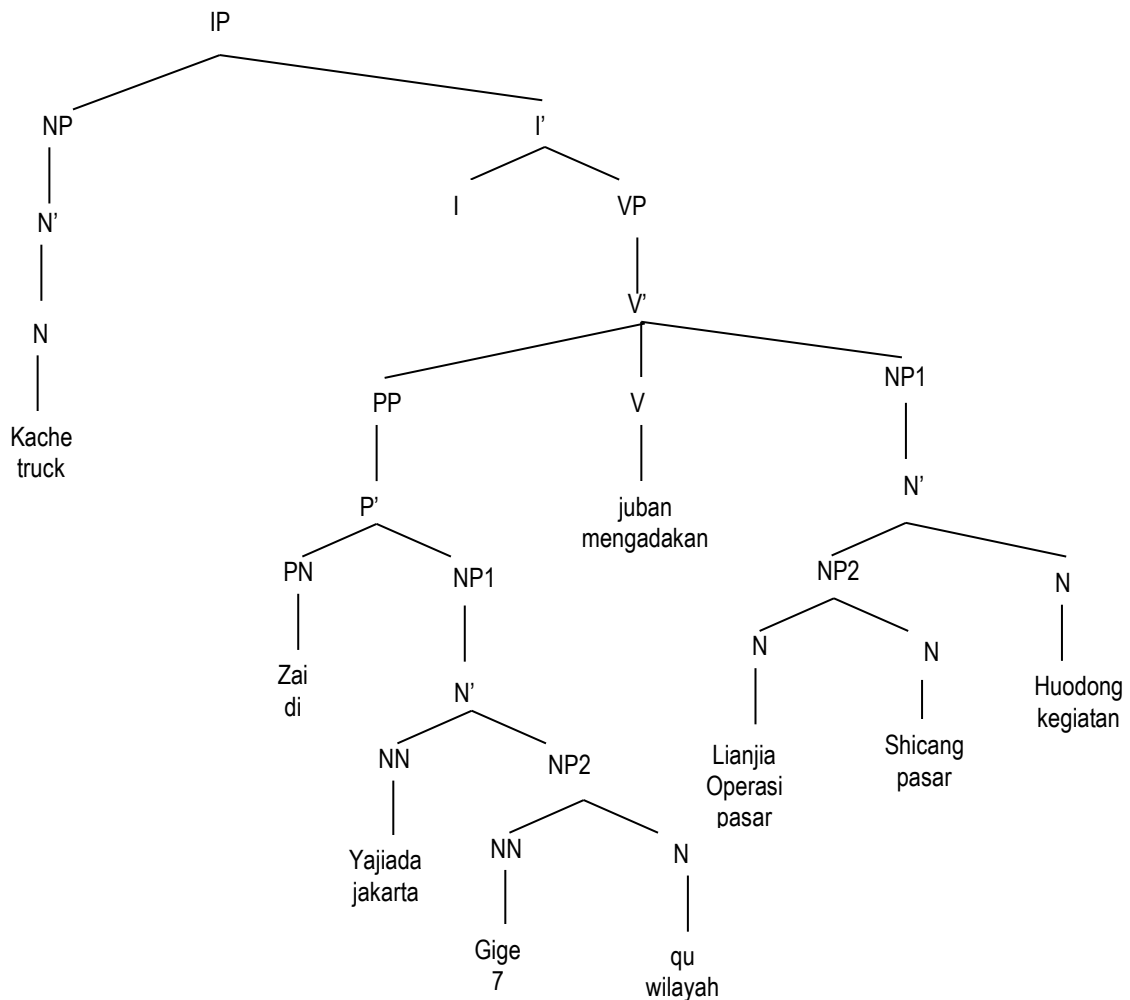 IP
NP I’
I VP
N’
V’
N
NP1
PP V
Kache
truck
N’
P’ juban
mengadakan
PN NP1 NP2 N
N N
Zai
di
Huodong
kegiatan
N’
Shicang
pasar
NN NP2 Lianjia
Operasi
pasar
NN N
Yajiada
jakarta
Gige
7
qu
wilayah